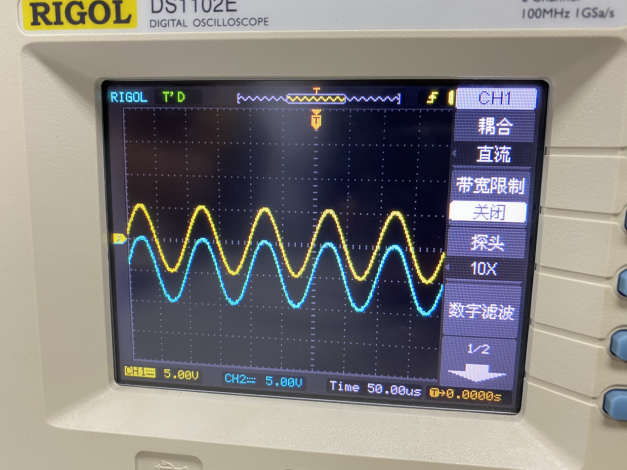 RIGOL DS1102E
DIGITAL OSCILLOSCOPE
100MHz 1GSa/s
RIGOL T'D
T
T
CH1
耦合
直流
带宽限制
关闭
探头
10X
数字滤波
1/2
CH1 5.00V CH2 5.00V Time 50.00us T→0.0000s